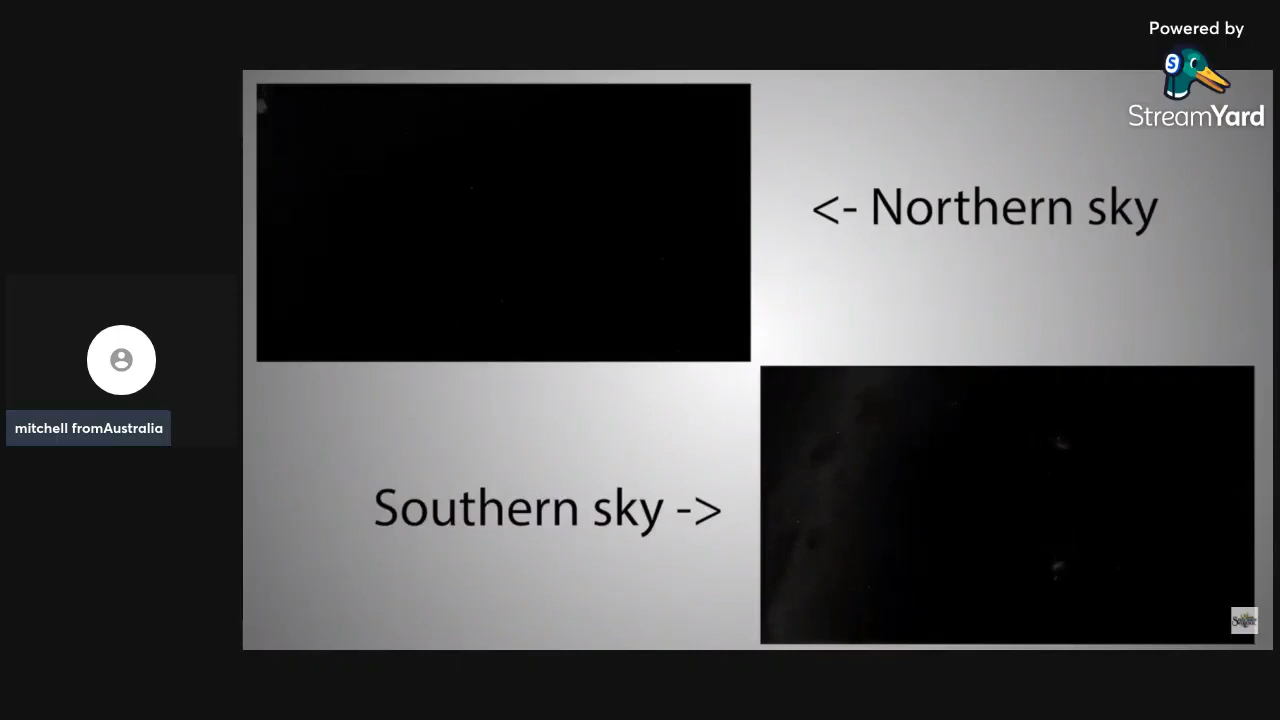 Powered by
StreamYard
<- Northern sky
mitchell fromAustralia
Southern sky ->